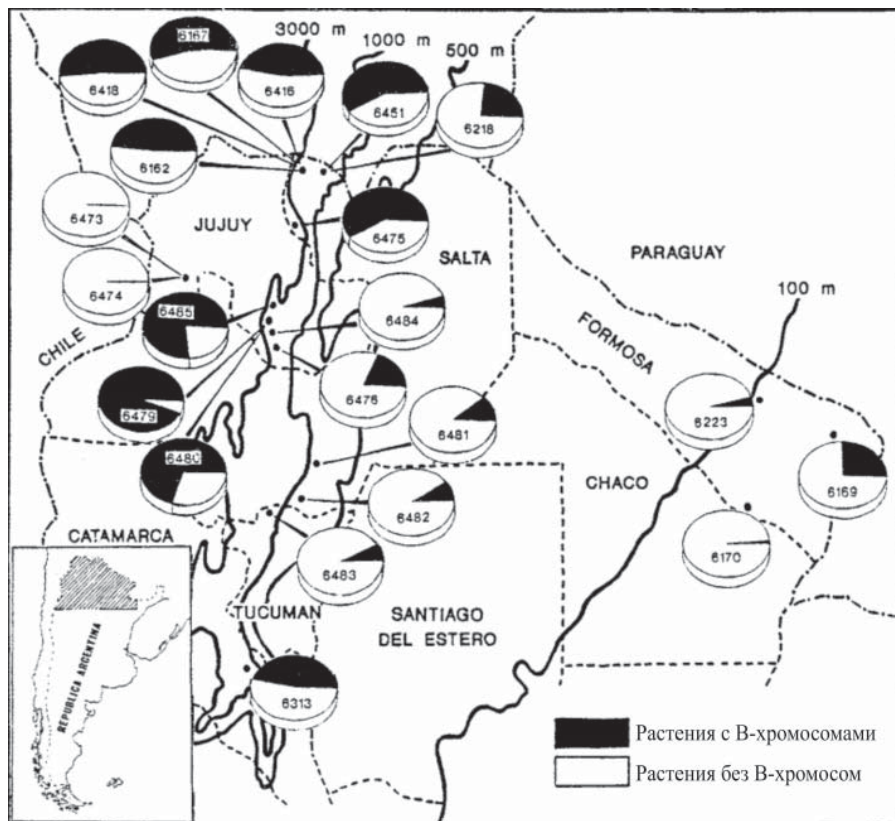 3000 m
1000 m
500 m
6418
6167
6416
6451
6218
6162
6473
JUJUY
6475
SALTA
PARAGUAY
6474
6485
6484
100 m
CHILE
FORMOSA
6476
6223
6479
6481
CHACO
6169
6480
6482
CATAMARCA
6170
6483
TUCUMAN
SANTIAGO
DEL ESTERO
REPUBLICA ARGENTINA
6313
Растения с В-хромосомами
Растения без В-хромосом